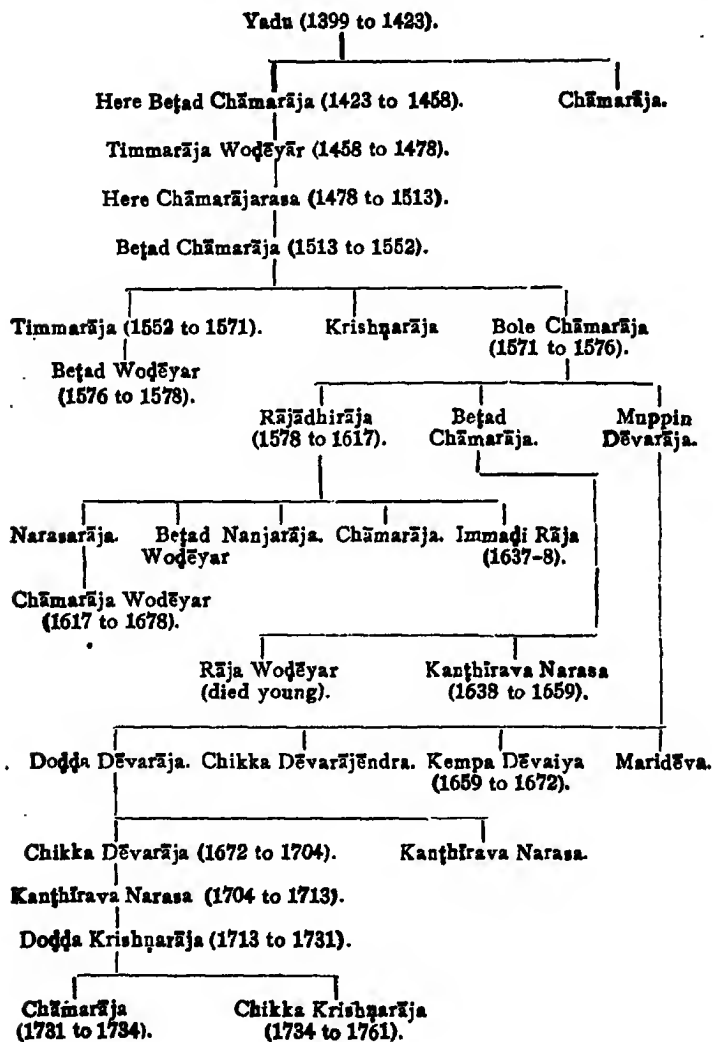 Yadu (1399 to 1423).
Here Beṭad Chāmarāja (1423 to 1458). Chāmarāja.
Timmarāja Woḍēyār (1458 to 1478).
Here Chāmarājarasa (1478 to 1513).
Beṭad Chāmarāja (1513 to 1552).
Timmarāja (1552 to 1571). Krishṇarāja Bole Chāmarāja
(1571 to 1576).
Beṭad Woḍēyar
(1576 to 1578).
Rājādhirāja Beṭad Muppin
(1578 to 1617). Chāmarāja. Dēvarāja.
Narasarāja. Beṭad Nanjarāja. Chāmarāja. Immaḍi Rāja
Woḍēyar (1637-8).
Chāmarāja Woḍēyar
(1617 to 1678).
Rāja Woḍēyar Kaṇṭhīrava Narasa
(died young). (1638 to 1659).
Doḍḍa Dēvarāja. Chikka Dēvarājēndra. Kempa Dēvaiya Maridēva.
(1659 to 1672).
Chikka Dēvarāja (1672 to 1704). Kaṇṭhīrava Narasa.
Kaṇṭhīrava Narasa (1704 to 1713).
Doḍḍa Krishṇarāja (1713 to 1731).
Chāmarāja Chikka Krishṇarāja
(1731 to 1734). (1734 to 1761).